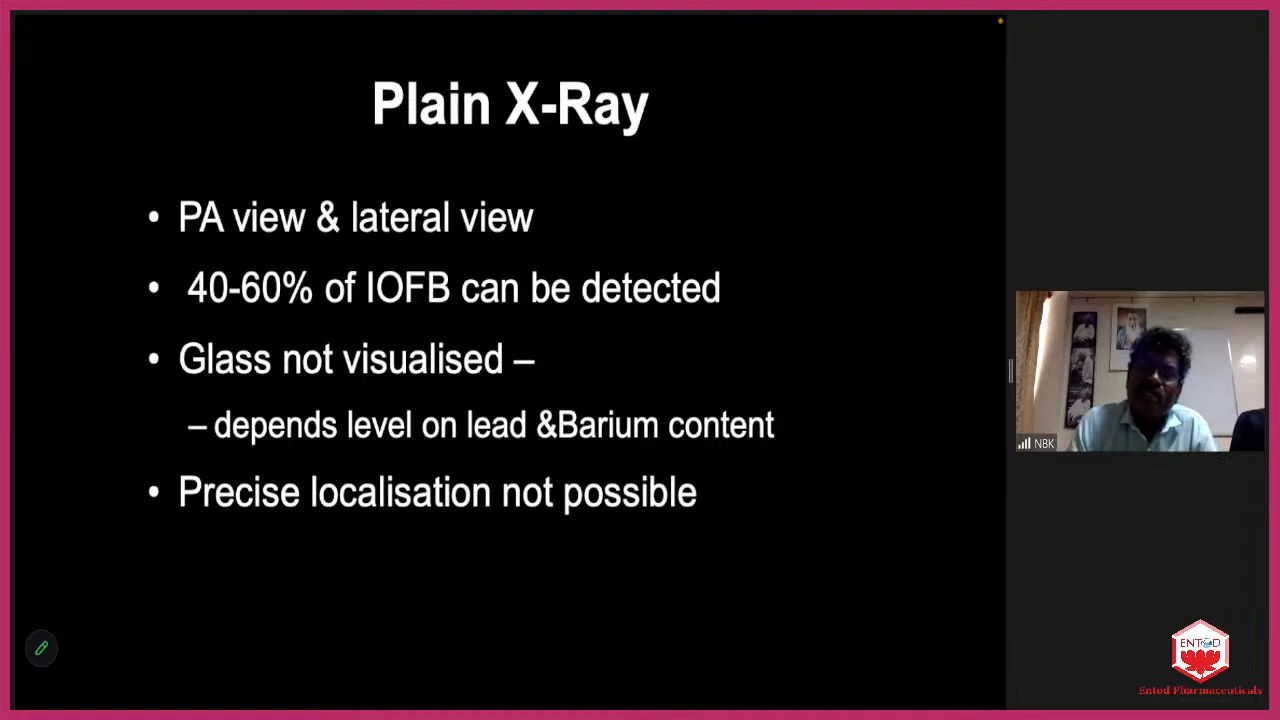 Plain X-Ray
• PA view & lateral view
• 40-60% of IOFB can be detected
• Glass not visualised –
– depends level on lead &Barium content
• Precise localisation not possible
NBK
ENTOD
Entod Pharmaceuticals